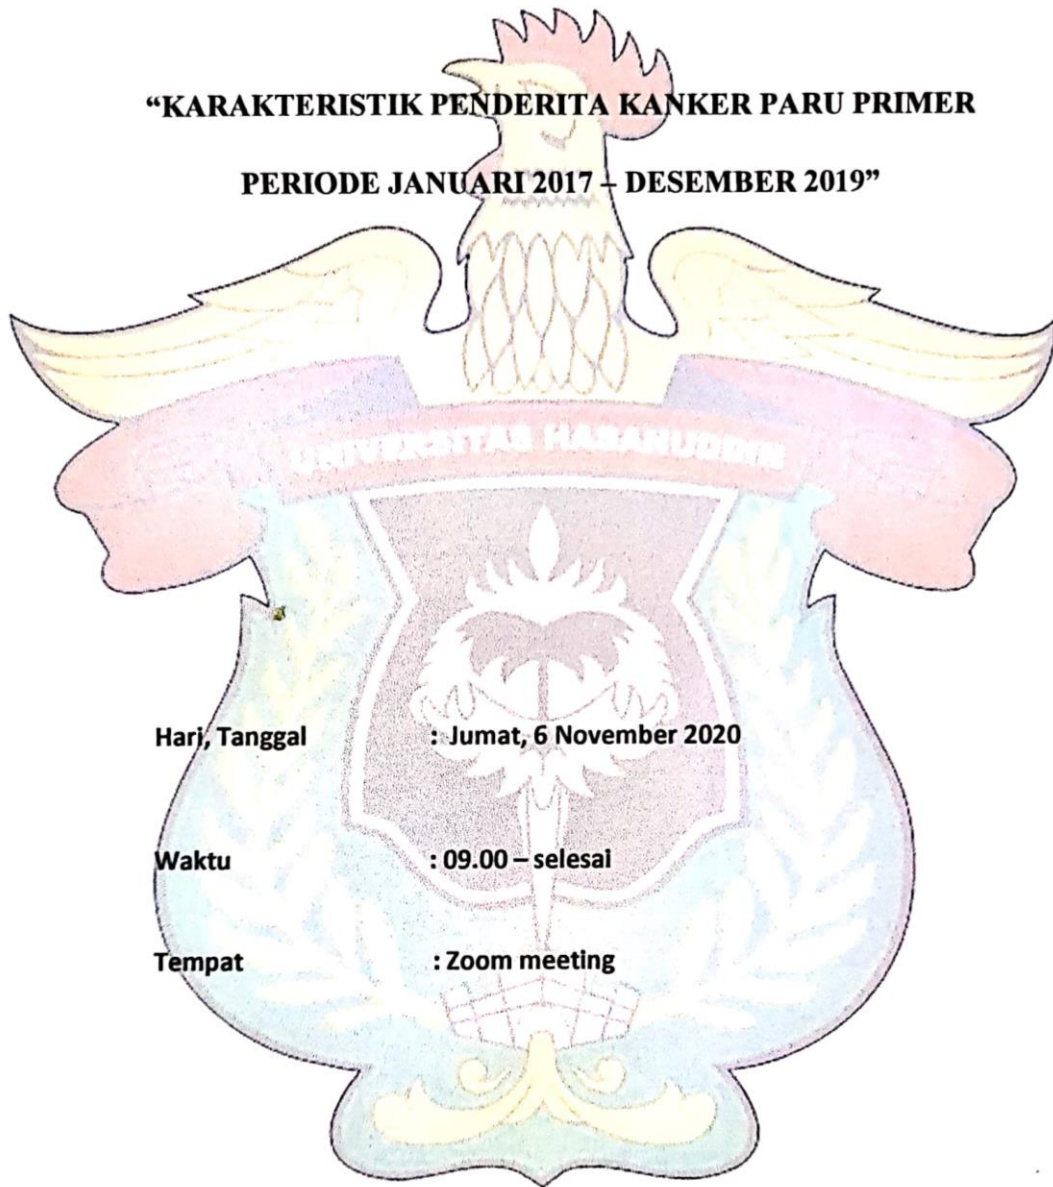 “KARAKTERISTIK PENDERITA KANKER PARU PRIMER
PERIODE JANUARI 2017 – DESEMBER 2019”
UNIVERSITAS HASANUDDIN
Hari, Tanggal : Jumat, 6 November 2020
Waktu : 09.00 – selesai
Tempat : Zoom meeting